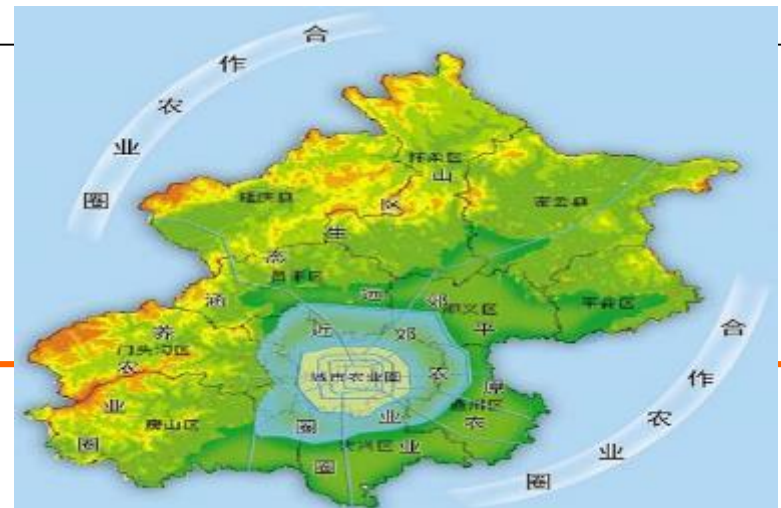 合作农业圈
怀柔区
延庆县
密云县
山区生态涵养农业圈
昌平区
远郊平原农业圈
顺义区
平谷区
近郊农业圈
门头沟区
城市农业圈
通州区
房山区
大兴区
合作农业圈